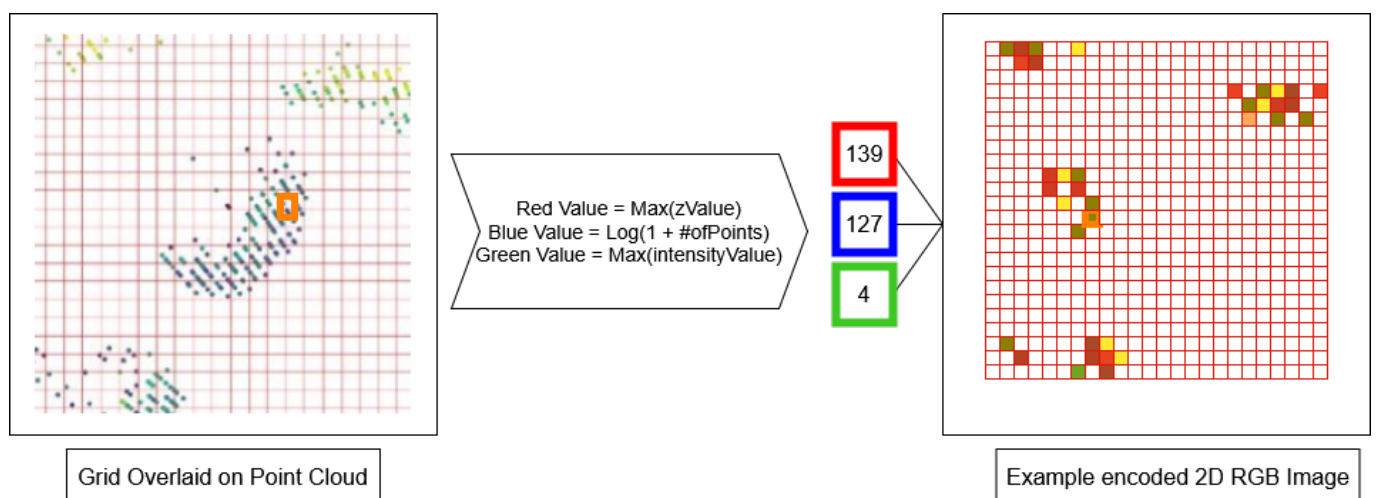 Red Value = Max(zValue)
Blue Value = Log(1 + #ofPoints)
Green Value = Max(intensityValue)
139
127
4
Grid Overlaid on Point Cloud
Example encoded 2D RGB Image